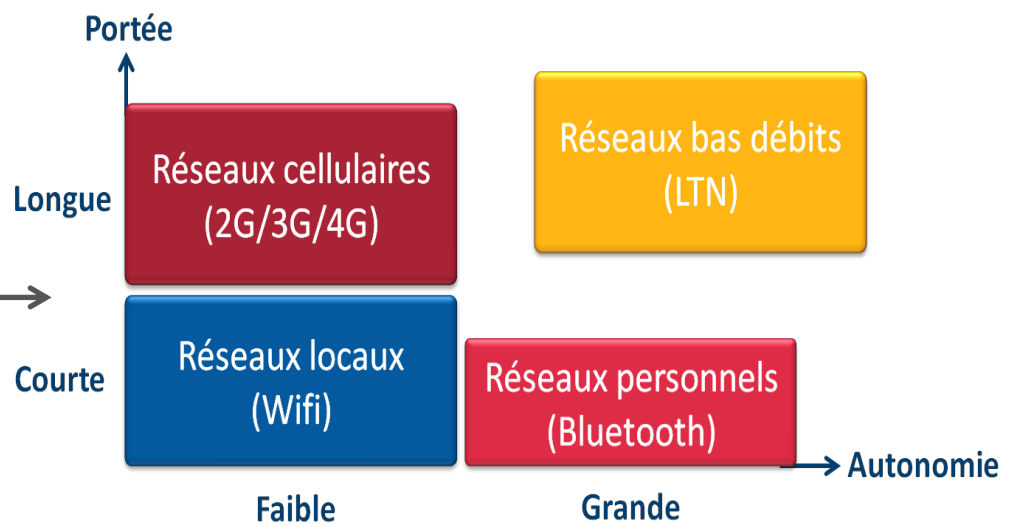 Portée
Réseaux bas débits
(LTN)
Réseaux cellulaires
(2G/3G/4G)
Longue
Réseaux locaux
(Wifi)
Courte
Réseaux personnels
(Bluetooth)
Autonomie
Faible
Grande